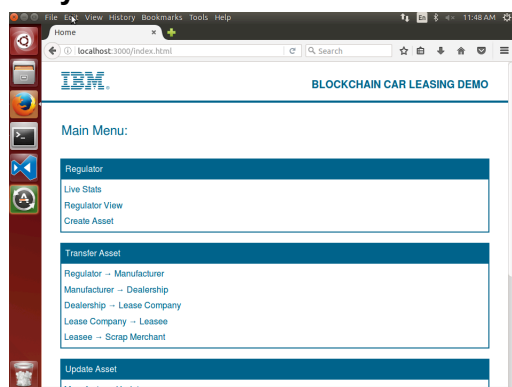 File Edit View History Bookmarks Tools Help
En
11:48 AM
Home
localhost:3000/index.html
Search
IBM.
BLOCKCHAIN CAR LEASING DEMO
Main Menu:
Regulator
Live Stats
Regulator View
Create Asset
Transfer Asset
Regulator → Manufacturer
Manufacturer → Dealership
Dealership → Lease Company
Lease Company → Leasee
Leasee → Scrap Merchant
Update Asset